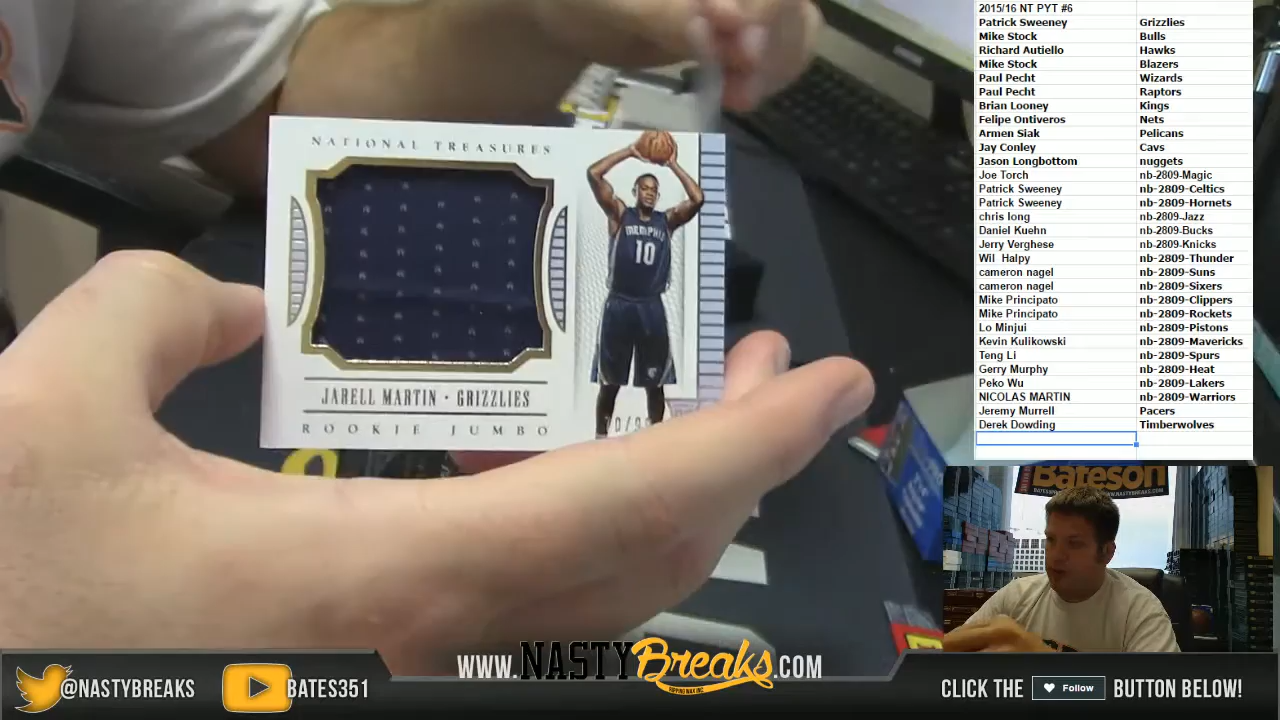 2015/16 NT PYT #6
Patrick Sweeney Grizzlies
Mike Stock Bulls
Richard Autiello Hawks
Mike Stock Blazers
Paul Pecht Wizards
Paul Pecht Raptors
Brian Looney Kings
Felipe Ontiveros Nets
Armen Siak Pelicans
Jay Conley Cavs
Jason Longbottom nuggets
Joe Torch nb-2809-Magic
Patrick Sweeney nb-2809-Celtics
Patrick Sweeney nb-2809-Hornets
chris long nb-2809-Jazz
Daniel Kuehn nb-2809-Bucks
Jerry Verghese nb-2809-Knicks
Wil Halpy nb-2809-Thunder
cameron nagel nb-2809-Suns
cameron nagel nb-2809-Sixers
Mike Principato nb-2809-Clippers
Mike Principato nb-2809-Rockets
Lo Minjui nb-2809-Pistons
Kevin Kulikowski nb-2809-Mavericks
Teng Li nb-2809-Spurs
Gerry Murphy nb-2809-Heat
Peko Wu nb-2809-Lakers
NICOLAS MARTIN nb-2809-Warriors
Jeremy Murrell Pacers
Derek Dowding Timberwolves
NATIONAL TREASURES
MEMPHIS
10
JARELL MARTIN · GRIZZLIES
ROOKIE JUMBO
Bateson
@NASTYBREAKS
BATES351
WWW.NASTYBreaks.COM
CLICK THE Follow BUTTON BELOW!